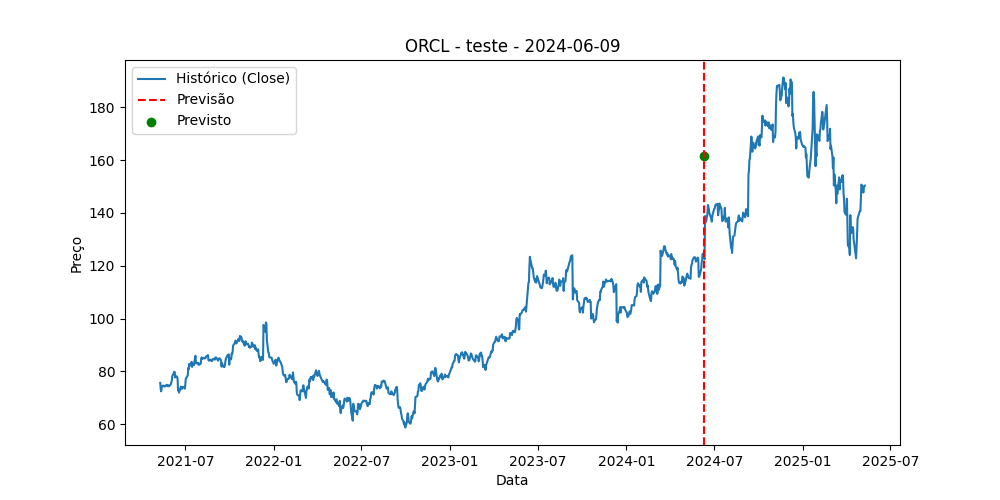 ORCL - teste - 2024-06-09
Histórico (Close)
Previsão
Previsto
Preço
180
160
140
120
100
80
60
2021-07 2022-01 2022-07 2023-01 2023-07 2024-01 2024-07 2025-01 2025-07
Data